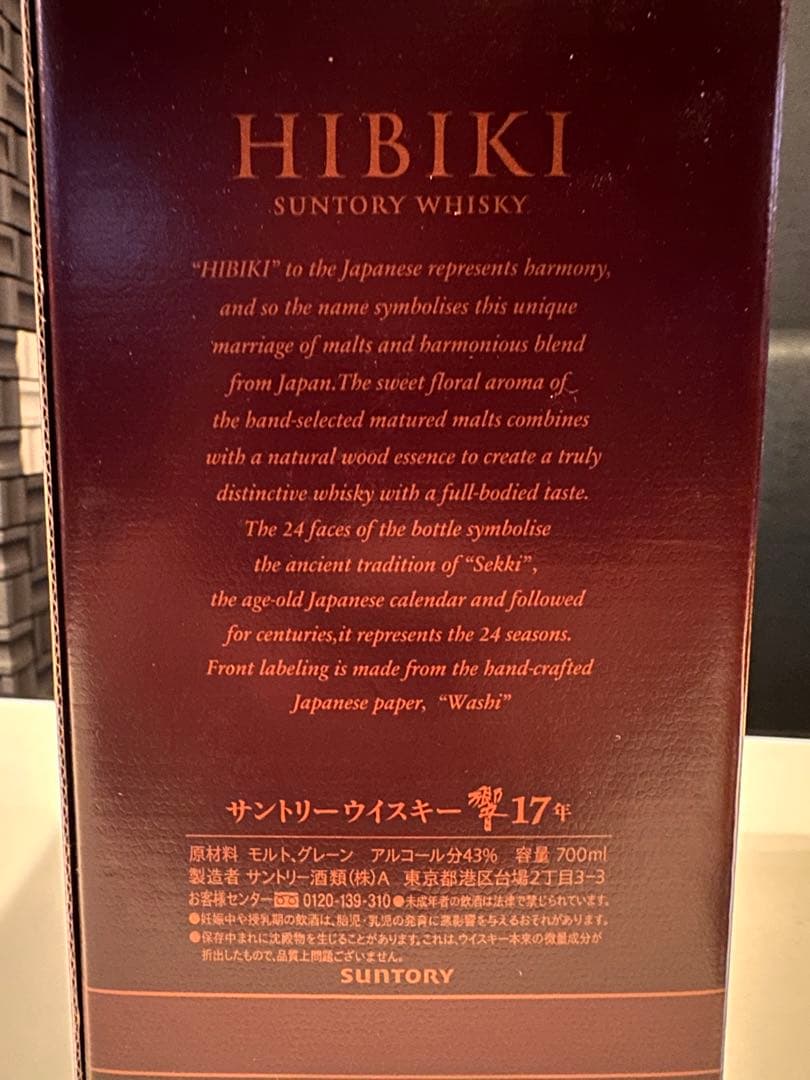 HIBIKI
SUNTORY WHISKY
“HIBIKI” to the Japanese represents harmony,
and so the name symbolises this unique
marriage of malts and harmonious blend
from Japan.The sweet floral aroma of
the hand-selected matured malts combines
with a natural wood essence to create a truly
distinctive whisky with a full-bodied taste.
The 24 faces of the bottle symbolise
the ancient tradition of “Sekki”,
the age-old Japanese calendar and followed
for centuries,it represents the 24 seasons.
Front labeling is made from the hand-crafted
Japanese paper, “Washi”
サントリーウイスキー 響17年
原材料 モルト、グレーン アルコール分43% 容量 700ml
製造者 サントリー酒類(株)A 東京都港区台場2丁目3-3
お客様センター 0120-139-310●未成年者の飲酒は法律で禁じられています。
●妊娠中や授乳期の飲酒は、胎児・乳児の発育に悪影響を与えるおそれがあります。
●保存中まれに沈殿物を生じることがあります。これは、ウイスキー本来の微量成分が
折出したもので、品質上問題ございません。
SUNTORY